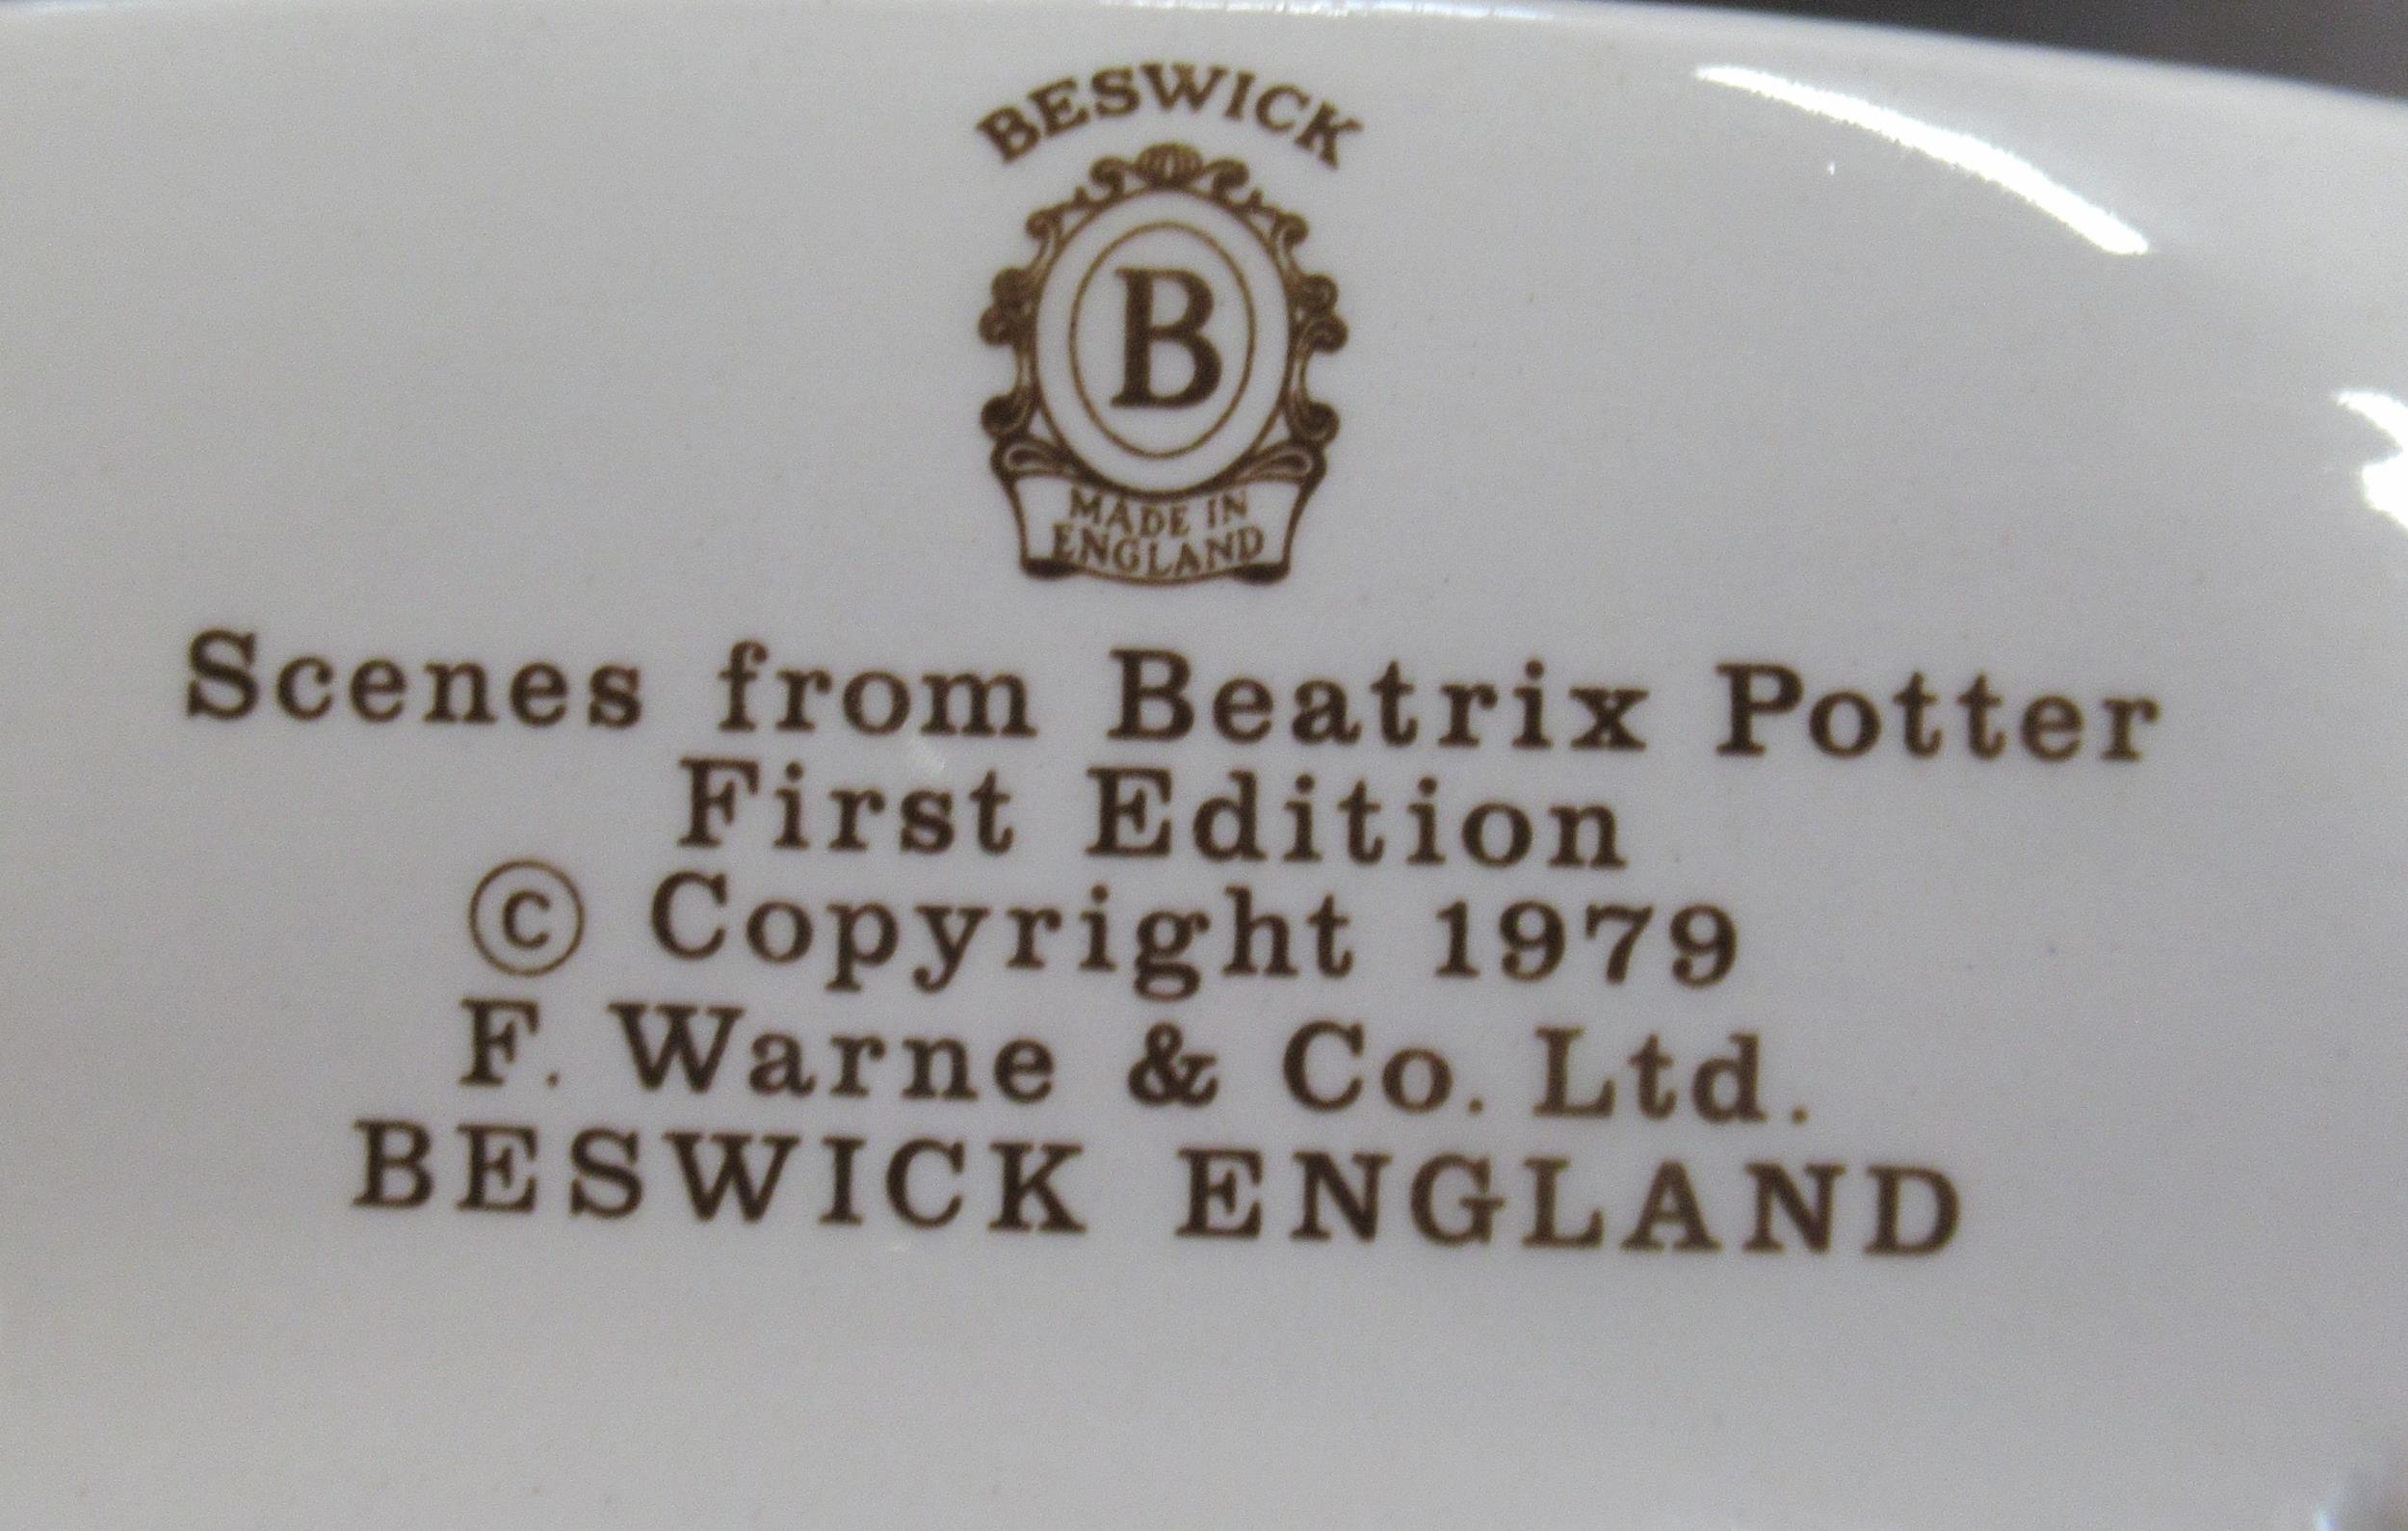 BESWICK
B
MADE IN
ENGLAND
Scenes from Beatrix Potter
First Edition
© Copyright 1979
F. Warne & Co. Ltd.
BESWICK ENGLAND